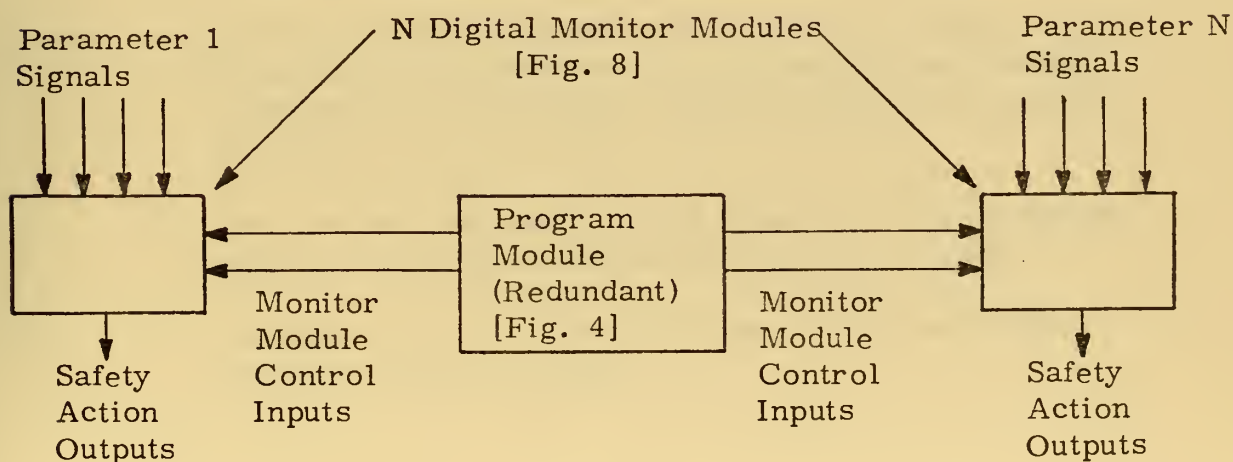 Parameter 1
Signals
N Digital Monitor Modules
[Fig. 8]
Parameter N
Signals
Program
Module
(Redundant)
[Fig. 4]
Monitor
Module
Control
Inputs
Monitor
Module
Control
Inputs
Safety
Action
Outputs
Safety
Action
Outputs